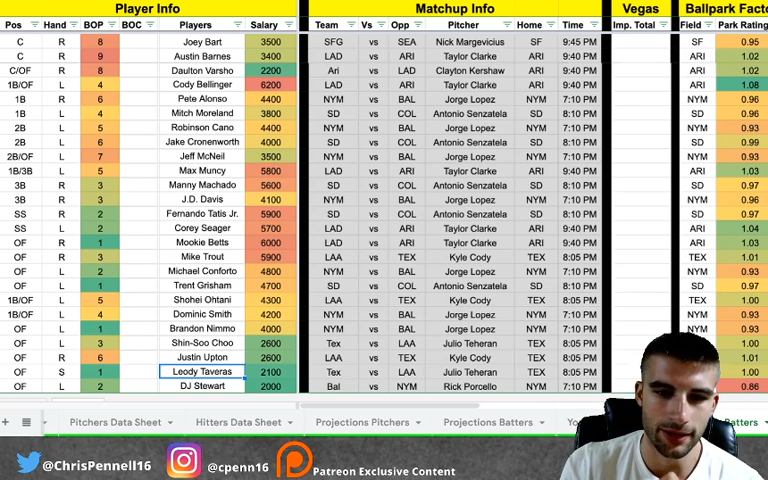 Player Info Matchup Info Vegas Ballpark Facto
Pos Hand BOP BOC Players Salary Team Vs Opp Pitcher Home Time Imp. Total Field Park Rating
C R 8 Joey Bart 3500 SFG vs SEA Nick Margevicius SF 9:45 PM SF 0.95
C R 9 Austin Barnes 3400 LAD vs ARI Taylor Clarke ARI 9:40 PM ARI 1.02
C/OF R 8 Daulton Varsho 2200 Ari vs LAD Clayton Kershaw ARI 9:40 PM ARI 1.02
1B/OF L 4 Cody Bellinger 6200 LAD vs ARI Taylor Clarke ARI 9:40 PM ARI 1.08
1B R 6 Pete Alonso 4400 NYM vs BAL Jorge Lopez NYM 7:10 PM NYM 0.96
1B L 4 Mitch Moreland 3800 SD vs COL Antonio Senzatela SD 8:10 PM SD 0.96
2B L 5 Robinson Cano 4400 NYM vs BAL Jorge Lopez NYM 7:10 PM NYM 0.93
2B L 6 Jake Cronenworth 4000 SD vs COL Antonio Senzatela SD 8:10 PM SD 0.99
2B/OF L 7 Jeff McNeil 3500 NYM vs BAL Jorge Lopez NYM 7:10 PM NYM 0.93
1B/3B L 5 Max Muncy 5800 LAD vs ARI Taylor Clarke ARI 9:40 PM ARI 1.03
3B R 3 Manny Machado 5600 SD vs COL Antonio Senzatela SD 8:10 PM SD 0.97
3B R 3 J.D. Davis 4100 NYM vs BAL Jorge Lopez NYM 7:10 PM NYM 0.96
SS R 2 Fernando Tatis Jr. 5900 SD vs COL Antonio Senzatela SD 8:10 PM SD 0.97
SS L 2 Corey Seager 5700 LAD vs ARI Taylor Clarke ARI 9:40 PM ARI 1.04
OF R 1 Mookie Betts 6000 LAD vs ARI Taylor Clarke ARI 9:40 PM ARI 1.03
OF R 3 Mike Trout 5900 LAA vs TEX Kyle Cody TEX 8:05 PM TEX 1.01
OF L 2 Michael Conforto 4800 NYM vs BAL Jorge Lopez NYM 7:10 PM NYM 0.93
OF L 1 Trent Grisham 4700 SD vs COL Antonio Senzatela SD 8:10 PM SD 0.97
1B/OF L 5 Shohei Ohtani 4300 LAA vs TEX Kyle Cody TEX 8:05 PM TEX 1.00
1B/OF L 4 Dominic Smith 4200 NYM vs BAL Jorge Lopez NYM 7:10 PM NYM 0.93
OF L 1 Brandon Nimmo 4000 NYM vs BAL Jorge Lopez NYM 7:10 PM NYM 0.93
OF L 3 Shin-Soo Choo 2600 Tex vs LAA Julio Teheran TEX 8:05 PM 1.00
OF R 6 Justin Upton 2600 LAA vs TEX Kyle Cody TEX 8:05 PM 1.01
OF S 1 Leody Taveras 2100 Tex vs LAA Julio Teheran TEX 8:05 PM 1.00
OF L 2 DJ Stewart 2000 Bal vs NYM Rick Porcello NYM 7:10 PM 0.86
Pitchers Data Sheet Hitters Data Sheet Projections Pitchers Projections Batters Yo Batters
@ChrisPennell16 @cpenn16 Patreon Exclusive Content